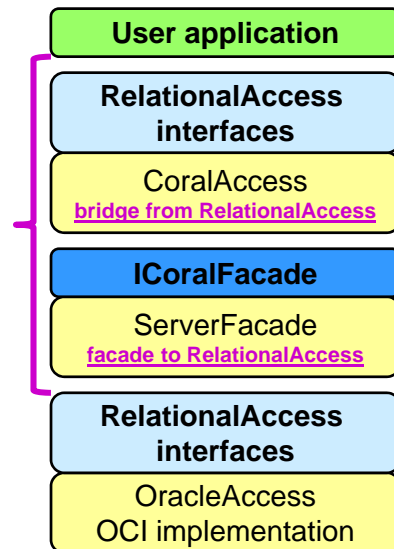 User application
RelationalAccess
interfaces
CoralAccess
bridge from RelationalAccess
ICoralFacade
ServerFacade
facade to RelationalAccess
RelationalAccess
interfaces
OracleAccess
OCI implementation